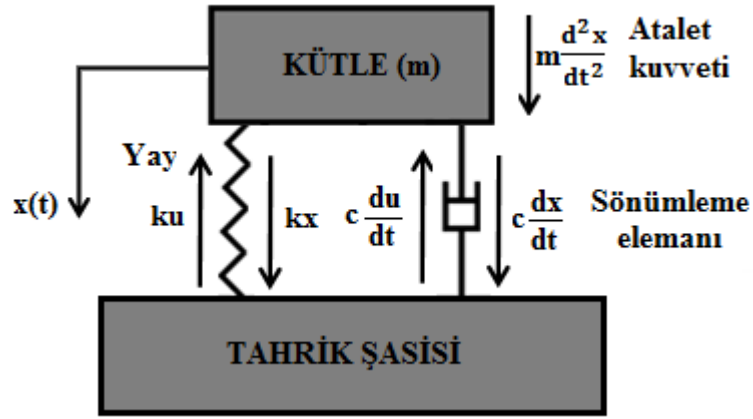 KÜTLE (m)
m d²x/dt² Atalet
kuvveti
x(t)
Yay
ku
kx
c du/dt
c dx/dt
Sönümleme
elemanı
TAHRİK ŞASİSİ